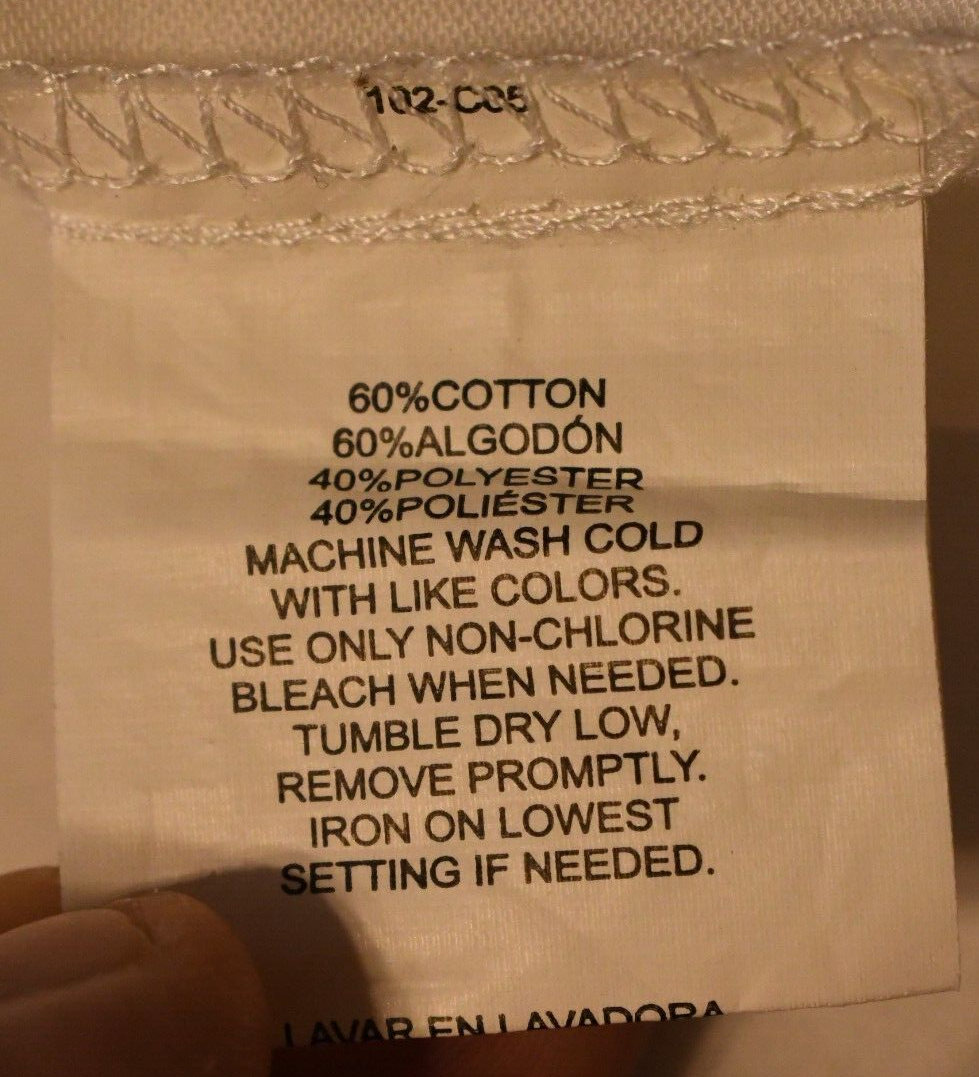 102-C05
60%COTTON
60%ALGODÓN
40%POLYESTER
40%POLIÉSTER
MACHINE WASH COLD
WITH LIKE COLORS.
USE ONLY NON-CHLORINE
BLEACH WHEN NEEDED.
TUMBLE DRY LOW,
REMOVE PROMPTLY.
IRON ON LOWEST
SETTING IF NEEDED.
LAVAR EN LAVADORA